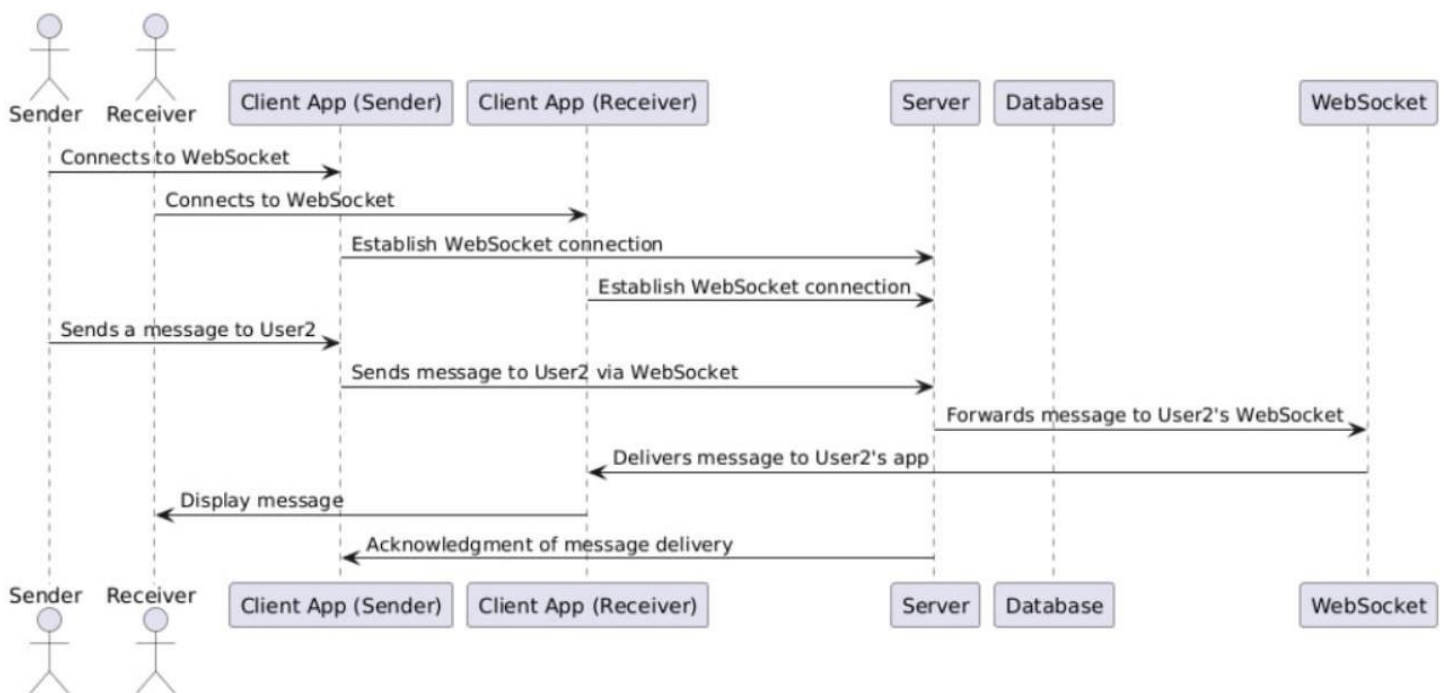 Sender
Receiver
Client App (Sender)
Client App (Receiver)
Server
Database
WebSocket
Connects to WebSocket
Connects to WebSocket
Establish WebSocket connection
Establish WebSocket connection
Sends a message to User2
Sends message to User2 via WebSocket
Forwards message to User2's WebSocket
Delivers message to User2's app
Display message
Acknowledgment of message delivery
Sender
Receiver
Client App (Sender)
Client App (Receiver)
Server
Database
WebSocket